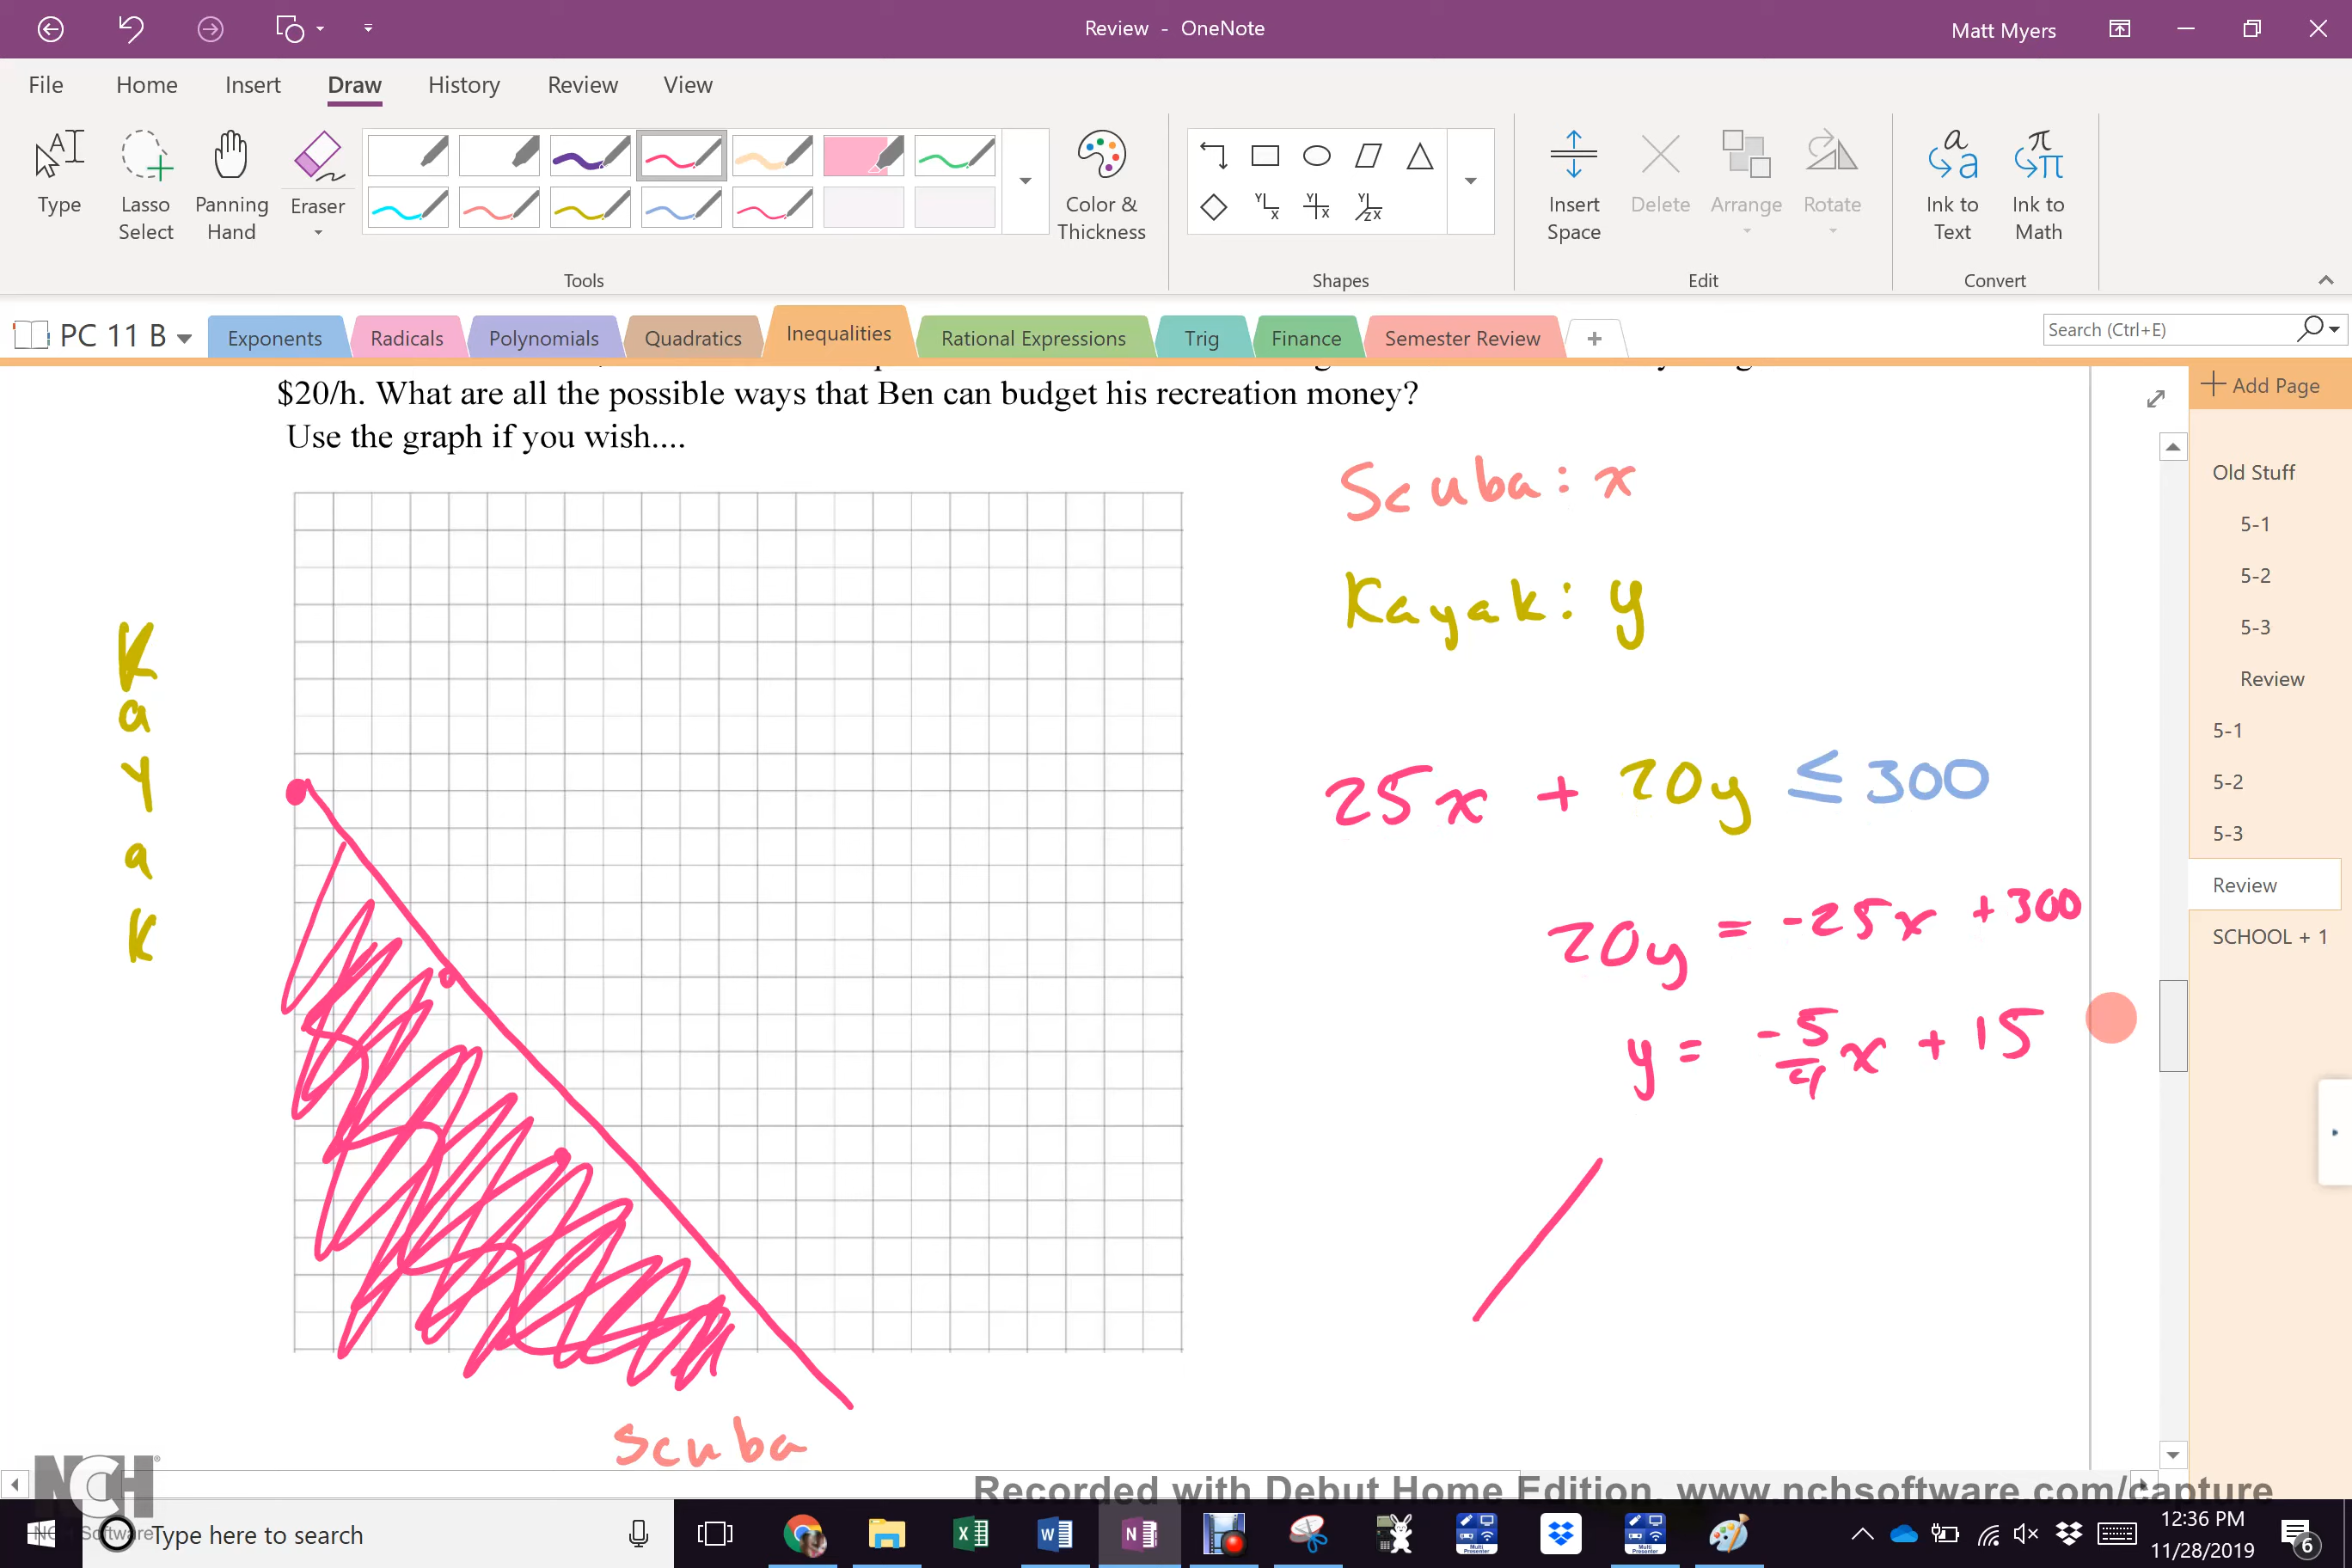 Review - OneNote
Matt Myers
File Home Insert Draw History Review View
Type
Lasso Select
Panning Hand
Eraser
Color & Thickness
Insert Space
Delete
Arrange
Rotate
Ink to Text
Ink to Math
Tools
Shapes
Edit
Convert
PC 11 B
Exponents Radicals Polynomials Quadratics Inequalities Rational Expressions Trig Finance Semester Review +
Search (Ctrl+E)
$20/h. What are all the possible ways that Ben can budget his recreation money?
Use the graph if you wish....
Scuba: x
Kayak: y
Kayak
25x + 20y ≤ 300
20y = -25x + 300
y = -5/4x + 15
Scuba
Add Page
Old Stuff
5-1
5-2
5-3
Review
5-1
5-2
5-3
Review
SCHOOL + 1
NCH
NCH Software
Recorded with Debut Home Edition www.nchsoftware.com/capture
Type here to search
12:36 PM
11/28/2019
6